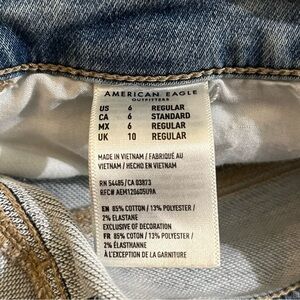 AMERICAN EAGLE
OUTFITTERS
US 6 REGULAR
CA 6 STANDARD
MX 6 REGULAR
UK 10 REGULAR
MADE IN VIETNAM / FABRIQUÉ AU
VIETNAM / HECHO EN VIETNAM
RN 54485/CA 03873
REFC# AEM120605U9A
EN 85% COTTON / 13% POLYESTER /
2% ELASTANE
EXCLUSIVE OF DECORATION
FR 85% COTON / 13% POLYESTER /
2% ÉLASTHANNE
À L'EXCEPTION DE LA GARNITURE